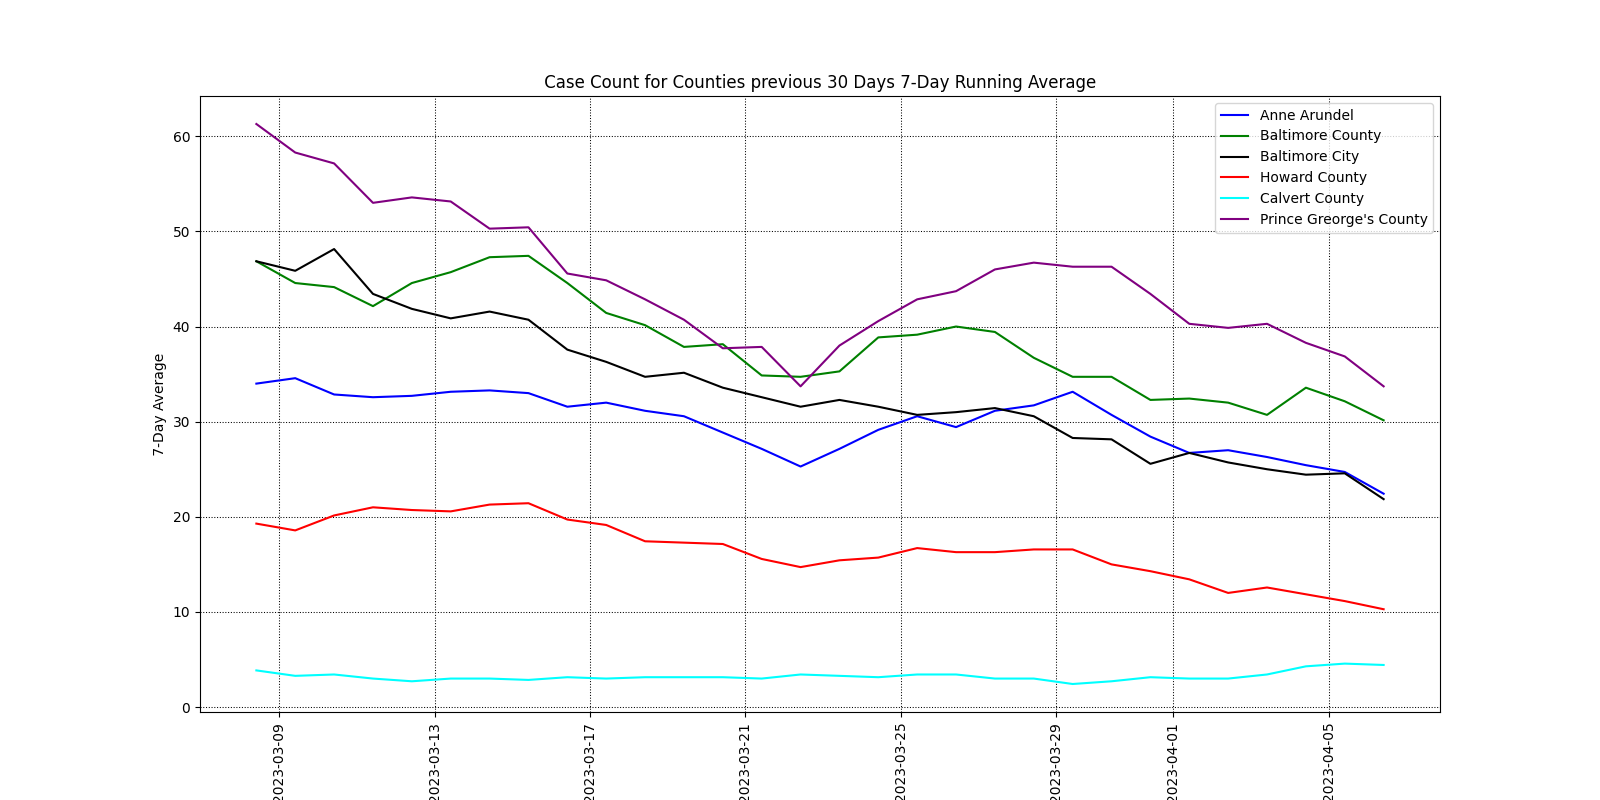 Case Count for Counties previous 30 Days 7-Day Running Average
Anne Arundel
Baltimore County
Baltimore City
Howard County
Calvert County
Prince Greorge's County
7-Day Average
60
50
40
30
20
10
0
2023-03-09
2023-03-13
2023-03-17
2023-03-21
2023-03-25
2023-03-29
2023-04-01
2023-04-05